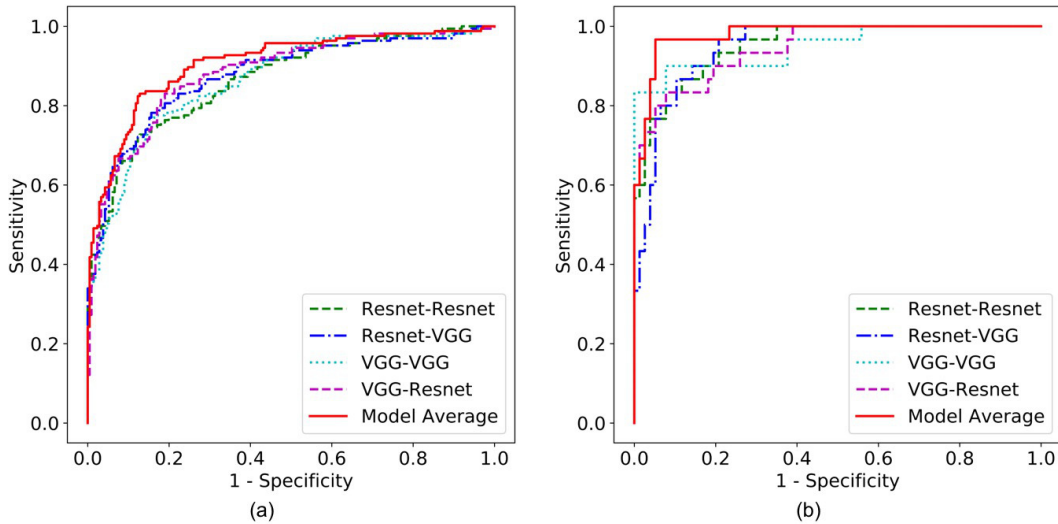 1.0
0.8
0.6
0.4
0.2
0.0
Sensitivity
0.0 0.2 0.4 0.6 0.8 1.0
1 - Specificity
Resnet-Resnet
Resnet-VGG
VGG-VGG
VGG-Resnet
Model Average
(a)
1.0
0.8
0.6
0.4
0.2
0.0
Sensitivity
0.0 0.2 0.4 0.6 0.8 1.0
1 - Specificity
Resnet-Resnet
Resnet-VGG
VGG-VGG
VGG-Resnet
Model Average
(b)